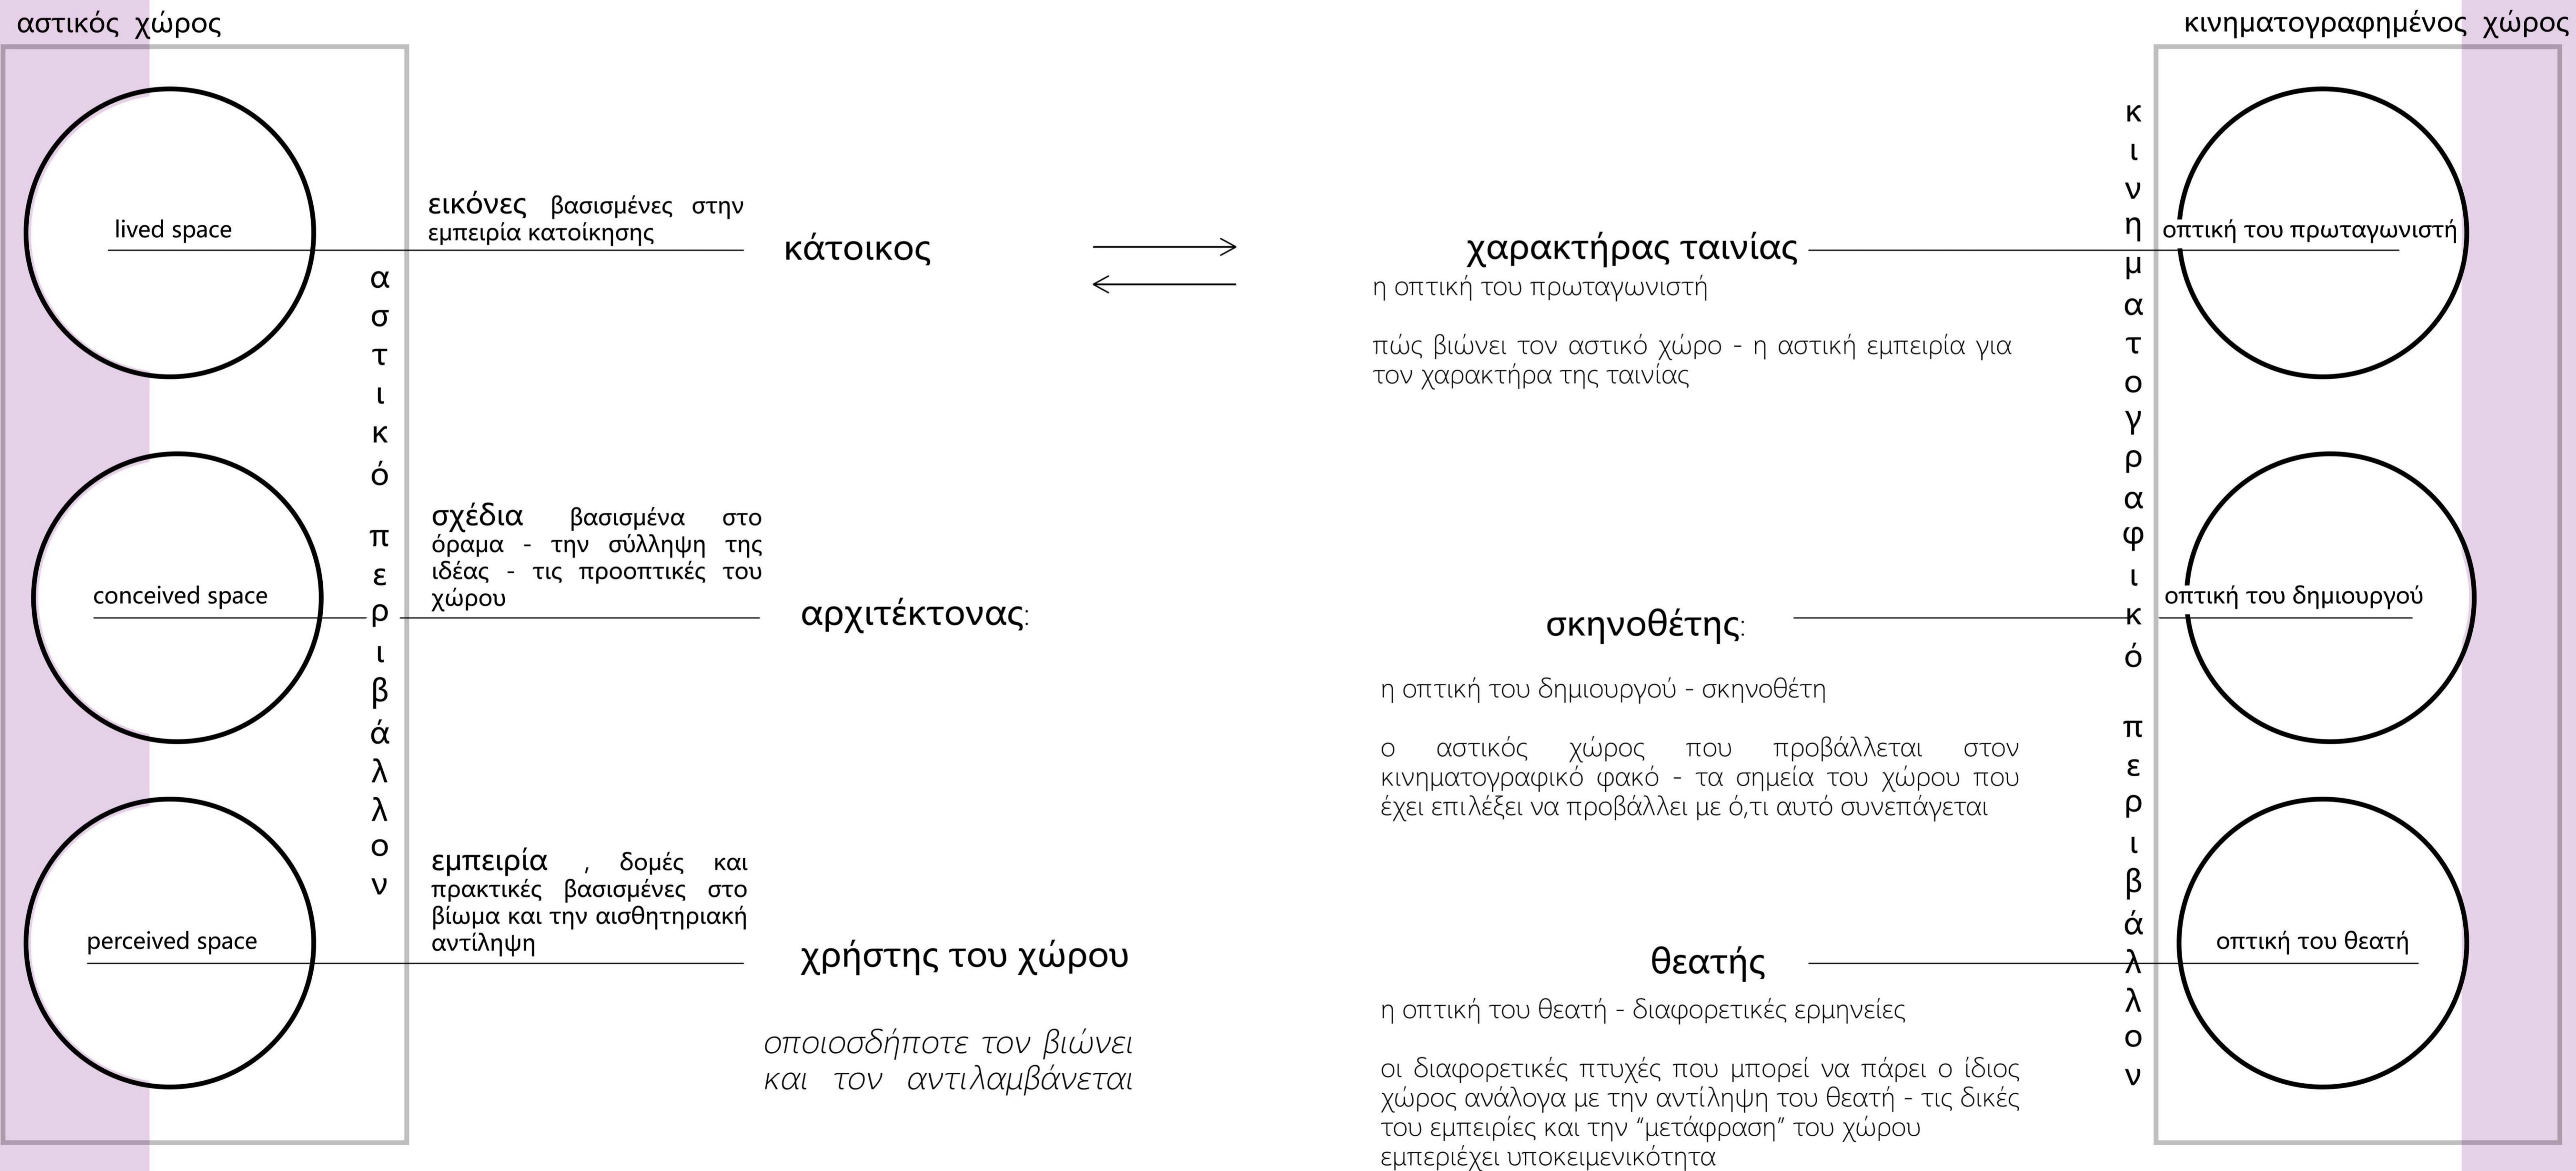 αστικός χώρος
lived space
εικόνες βασισμένες στην
εμπειρία κατοίκησης
κάτοικος
αστικό περιβάλλον
conceived space
σχέδια βασισμένα στο
όραμα - την σύλληψη της
ιδέας - τις προοπτικές του
χώρου
αρχιτέκτονας:
perceived space
εμπειρία , δομές και
πρακτικές βασισμένες στο
βίωμα και την αισθητηριακή
αντίληψη
χρήστης του χώρου
οποιοσδήποτε τον βιώνει
και τον αντιλαμβάνεται
κινηματογραφημένος χώρος
χαρακτήρας ταινίας
οπτική του πρωταγωνιστή
η οπτική του πρωταγωνιστή
πώς βιώνει τον αστικό χώρο - η αστική εμπειρία για
τον χαρακτήρα της ταινίας
κινηματογραφικό περιβάλλον
σκηνοθέτης:
οπτική του δημιουργού
η οπτική του δημιουργού - σκηνοθέτη
ο αστικός χώρος που προβάλλεται στον
κινηματογραφικό φακό - τα σημεία του χώρου που
έχει επιλέξει να προβάλλει με ό,τι αυτό συνεπάγεται
θεατής
οπτική του θεατή
η οπτική του θεατή - διαφορετικές ερμηνείες
οι διαφορετικές πτυχές που μπορεί να πάρει ο ίδιος
χώρος ανάλογα με την αντίληψη του θεατή - τις δικές
του εμπειρίες και την “μετάφραση” του χώρου
εμπεριέχει υποκειμενικότητα